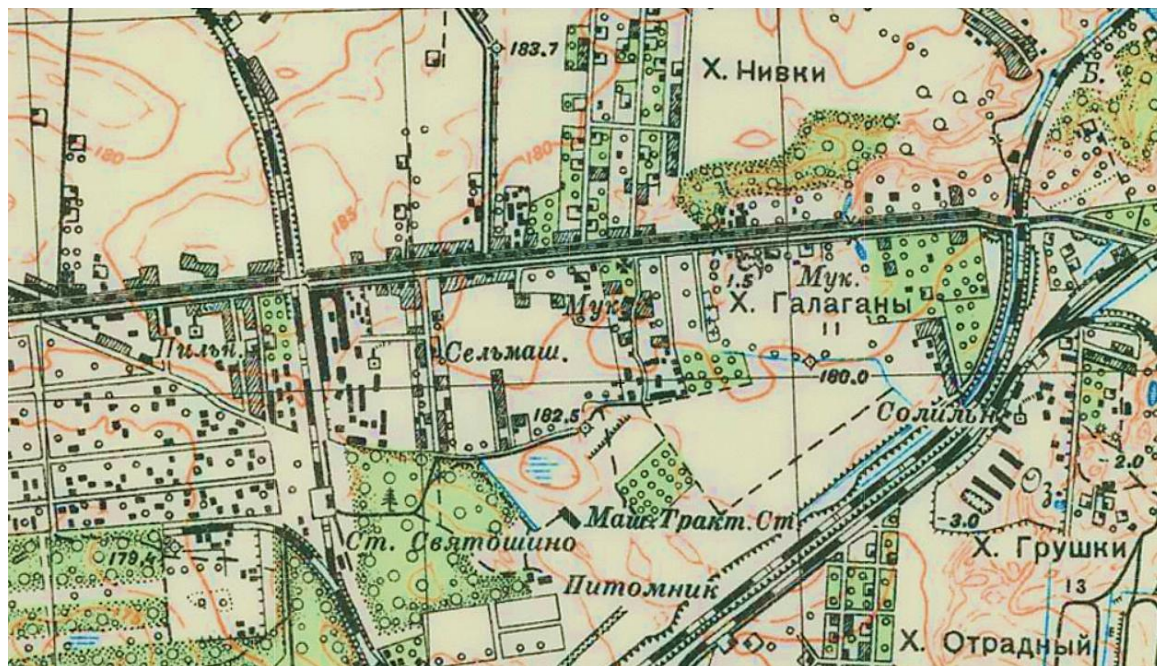 183.7
Х. Нивки
Б.
180
180
185
1.5
Мук.
Х. Галаганы
11
Пильн.
Сельмаш.
180.0
182.5
Солильн.
2.0
3.0
Маш. Тракт. Ст.
Ст. Святошино
179.4
Х. Грушки
Питомник
13
Х. Отрадный